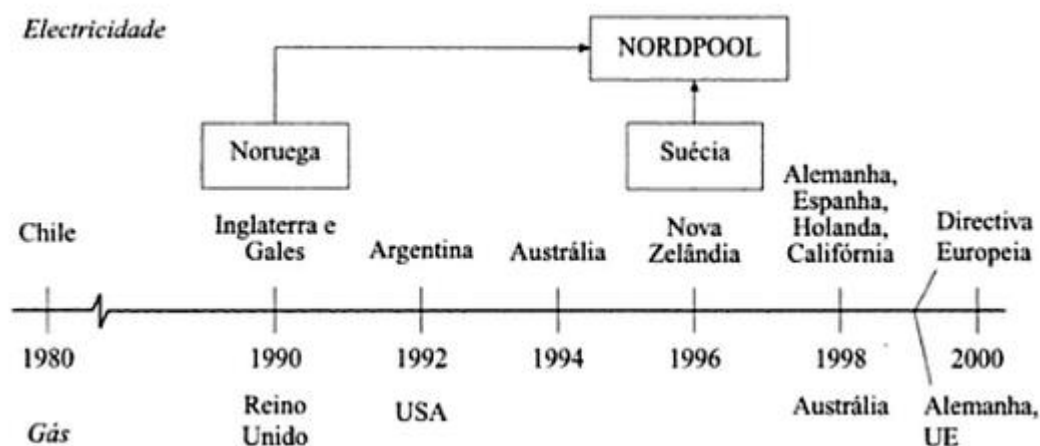 Electricidade
NORDPOOL
Noruega
Suécia
Chile
Inglaterra e
Gales
Argentina
Austrália
Nova
Zelândia
Alemanha,
Espanha,
Holanda,
Califórnia
Directiva
Europeia
1980
1990
1992
1994
1996
1998
2000
Gás
Reino
Unido
USA
Austrália
Alemanha,
UE